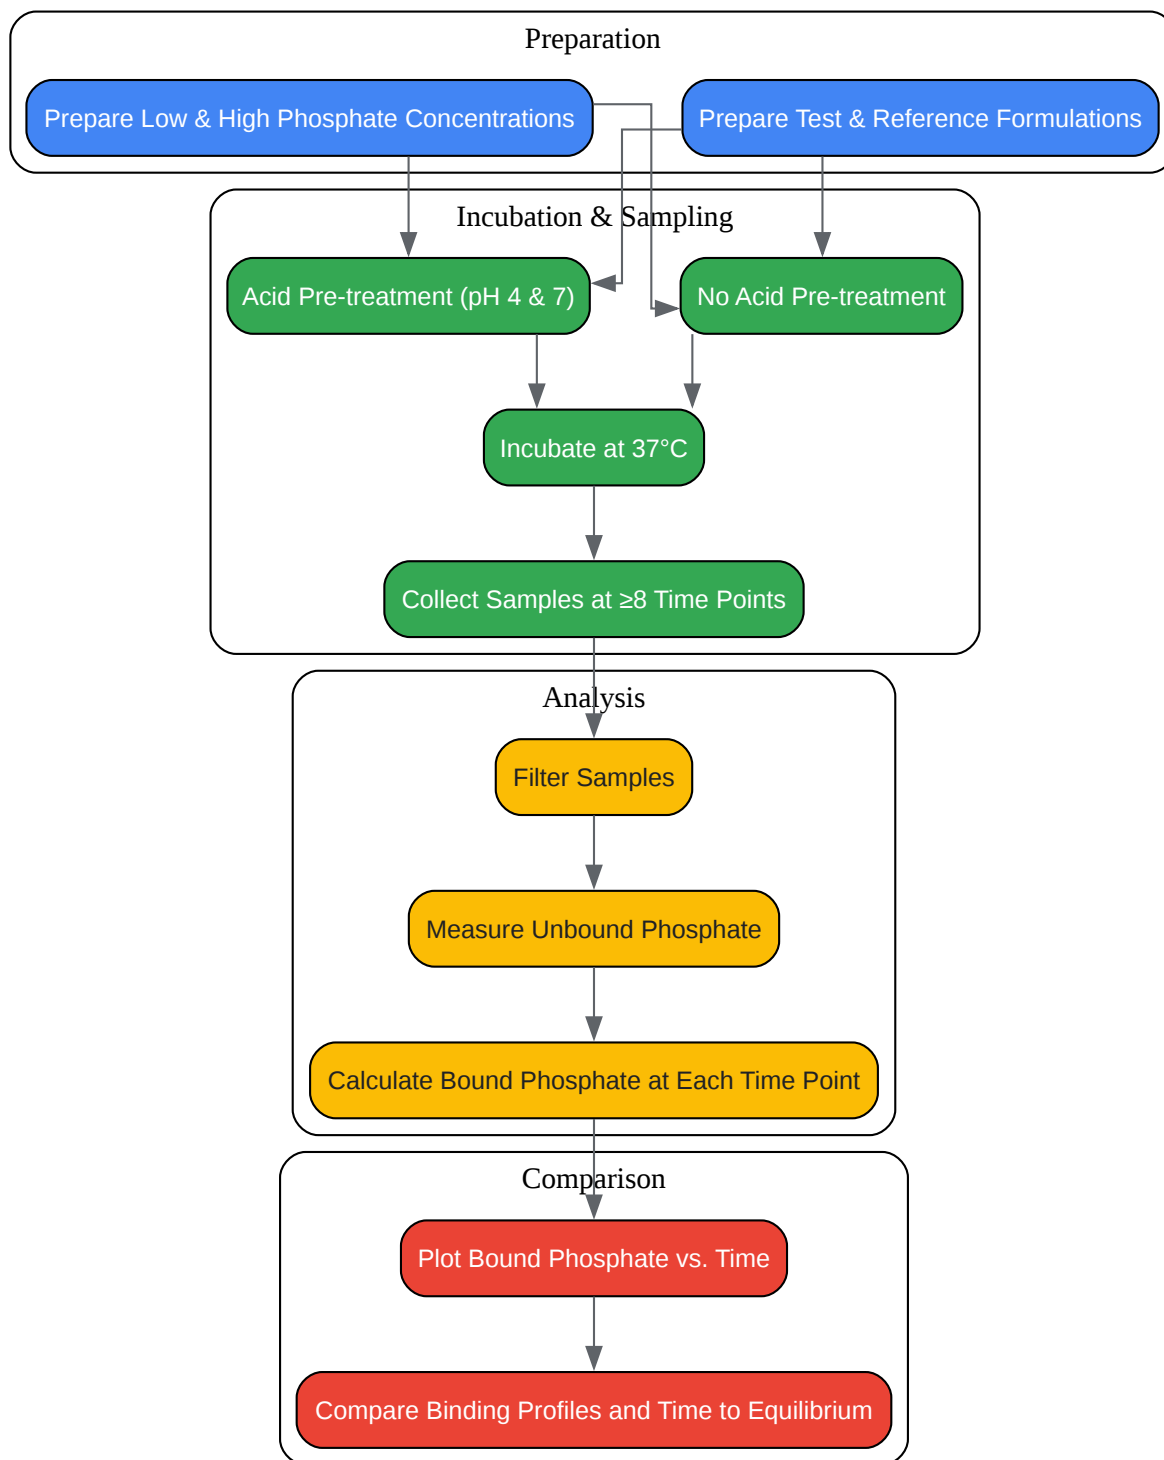 Preparation
Prepare Low & High Phosphate Concentrations
Prepare Test & Reference Formulations
Incubation & Sampling
Acid Pre-treatment (pH 4 & 7)
No Acid Pre-treatment
Incubate at 37°C
Collect Samples at ≥8 Time Points
Analysis
Filter Samples
Measure Unbound Phosphate
Calculate Bound Phosphate at Each Time Point
Comparison
Plot Bound Phosphate vs. Time
Compare Binding Profiles and Time to Equilibrium